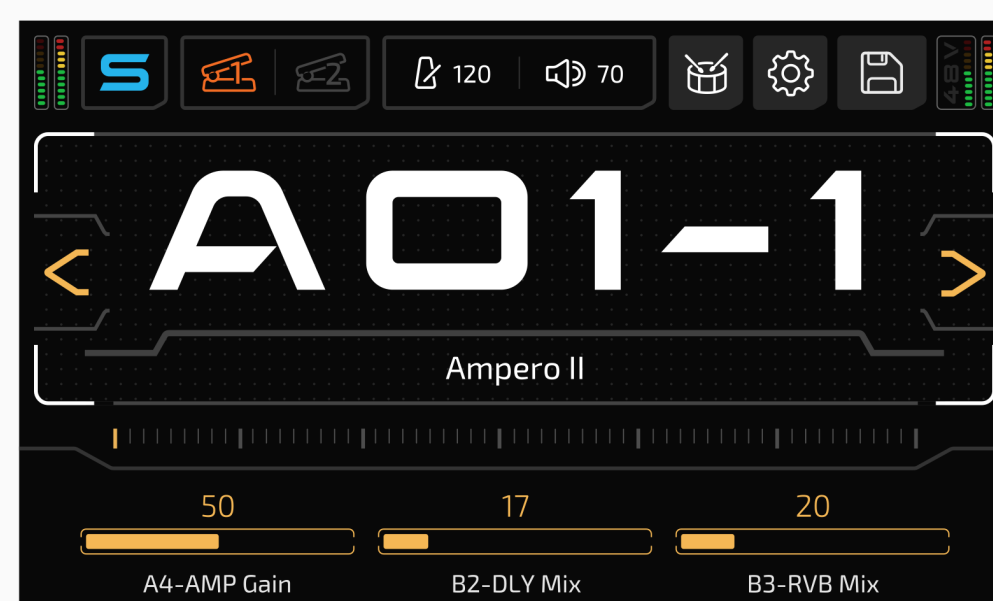 S 1 2 120 70 48V
A01-1
Ampero II
50 17 20
A4-AMP Gain B2-DLY Mix B3-RVB Mix